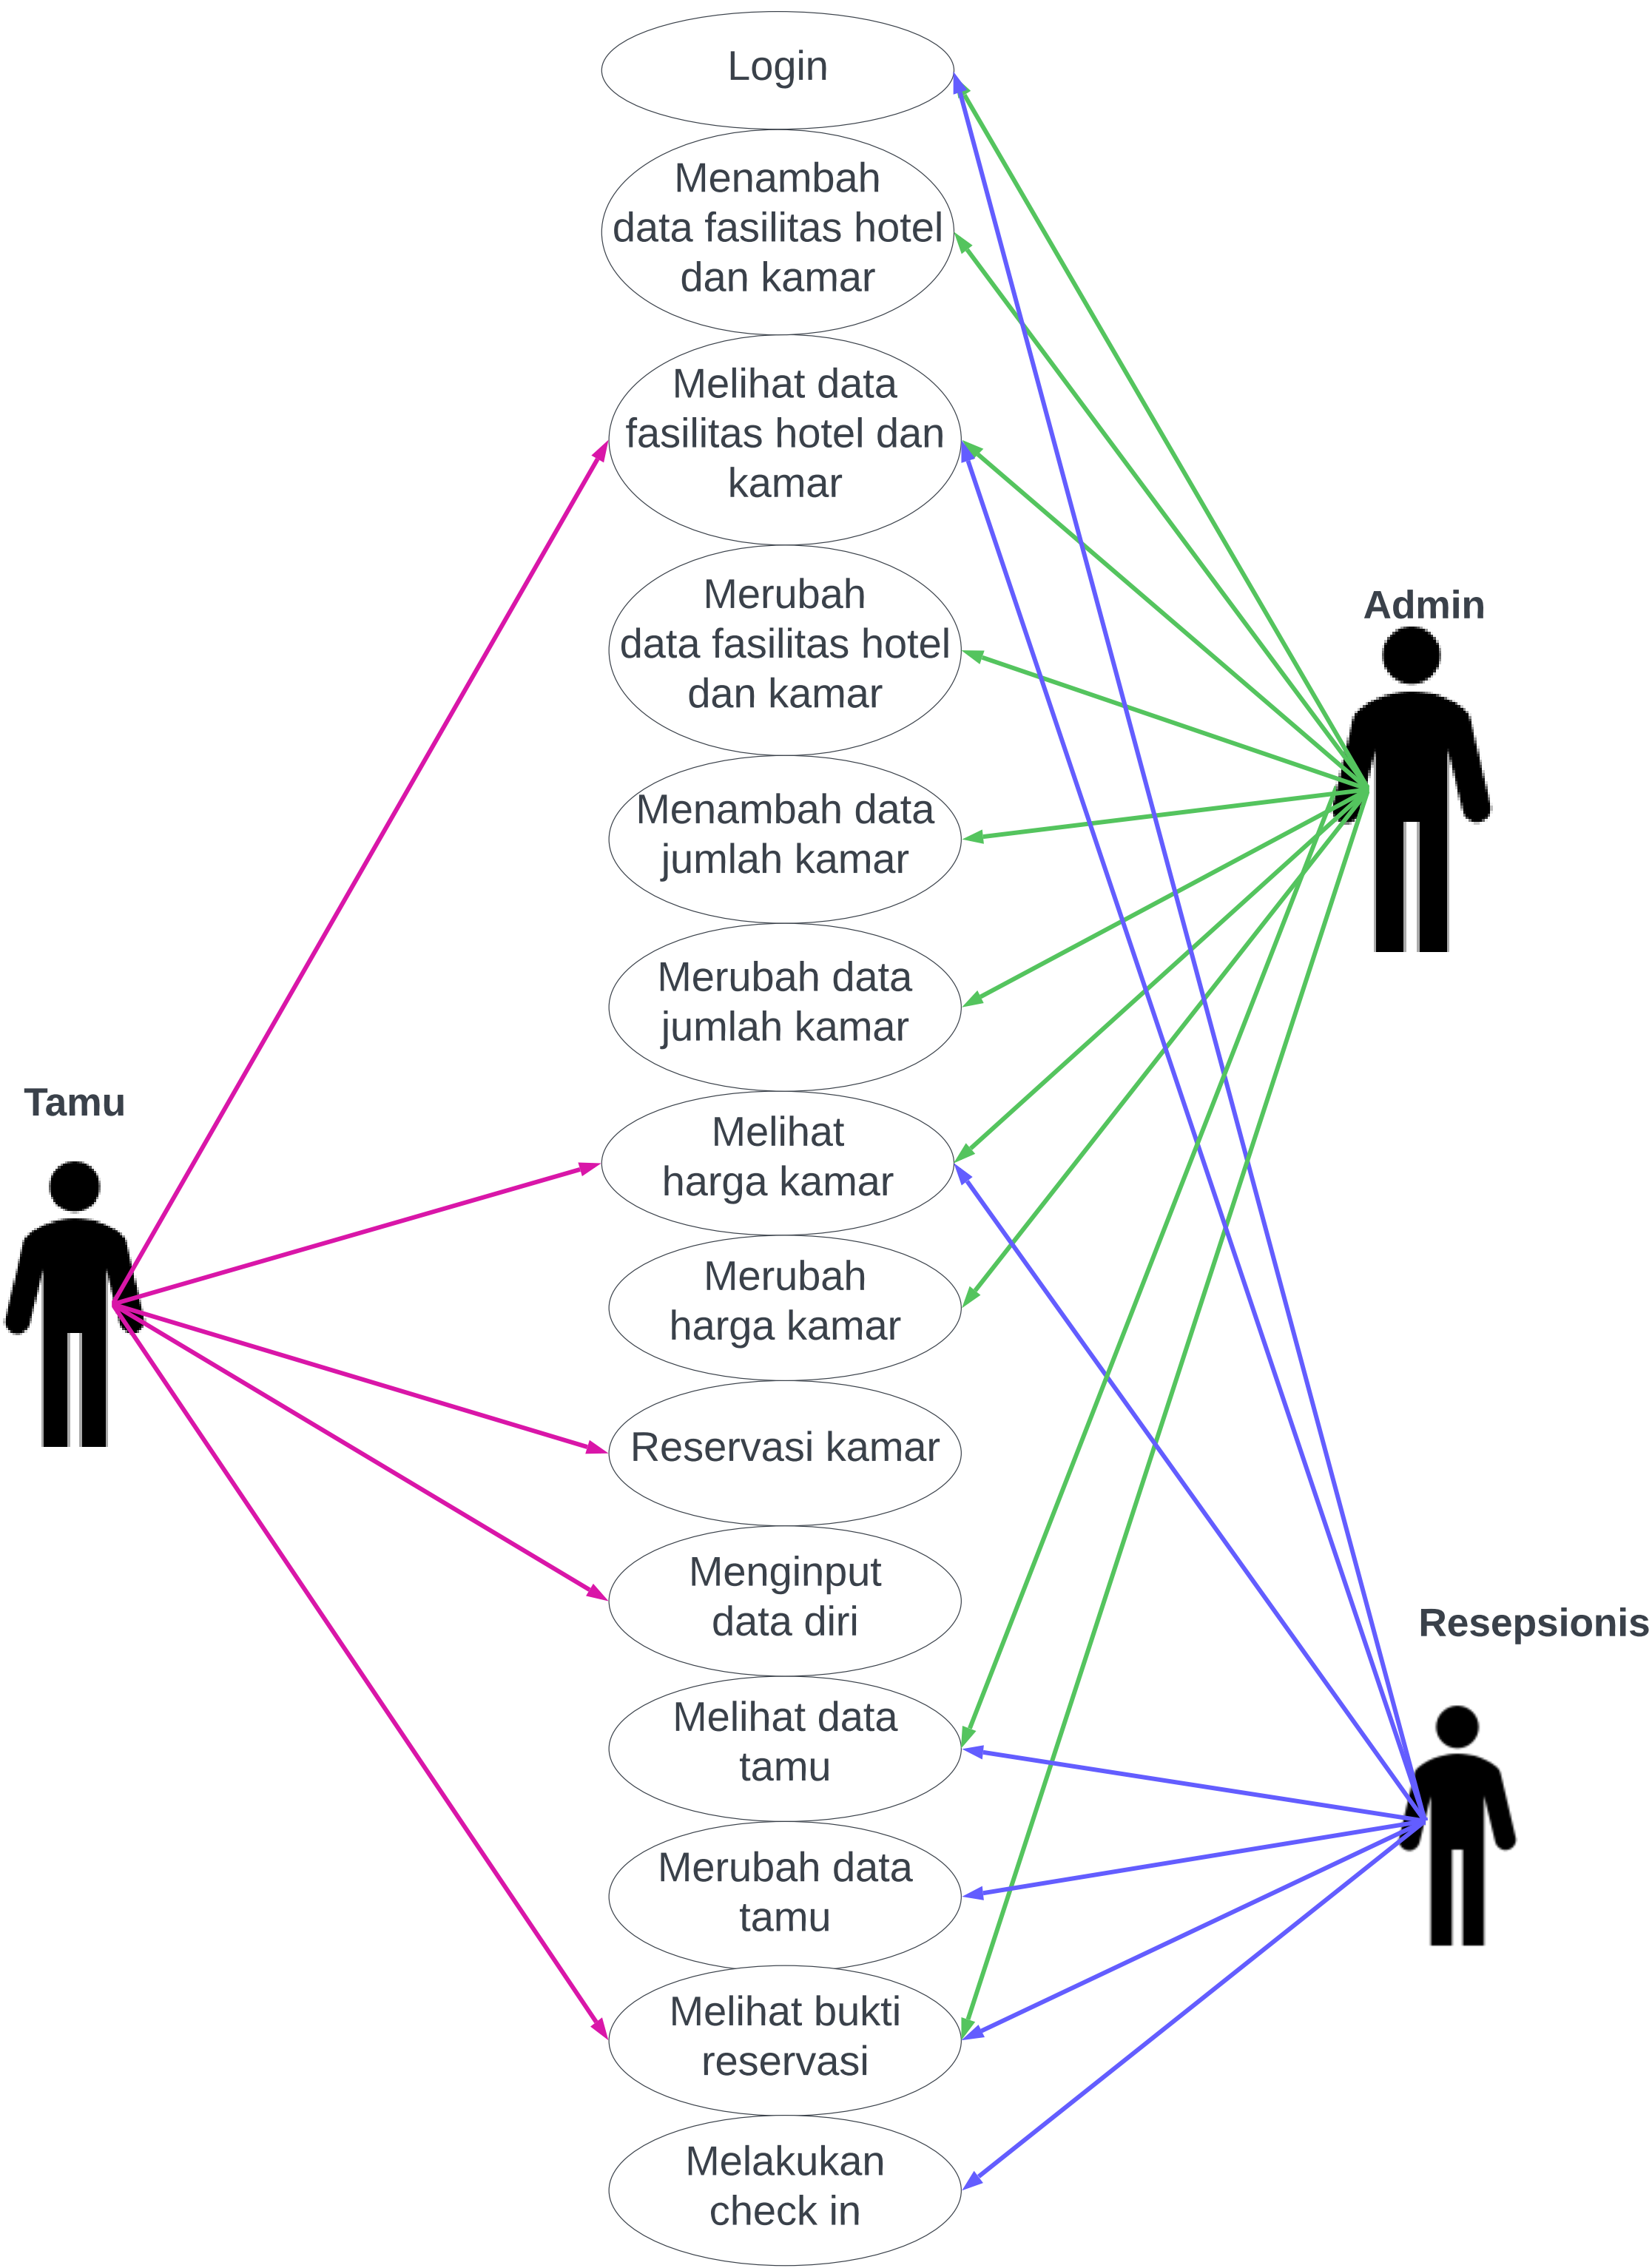 Login
Menambah
data fasilitas hotel
dan kamar
Melihat data
fasilitas hotel dan
kamar
Merubah
data fasilitas hotel
dan kamar
Admin
Menambah data
jumlah kamar
Merubah data
jumlah kamar
Tamu
Melihat
harga kamar
Merubah
harga kamar
Reservasi kamar
Menginput
data diri
Resepsionis
Melihat data
tamu
Merubah data
tamu
Melihat bukti
reservasi
Melakukan
check in